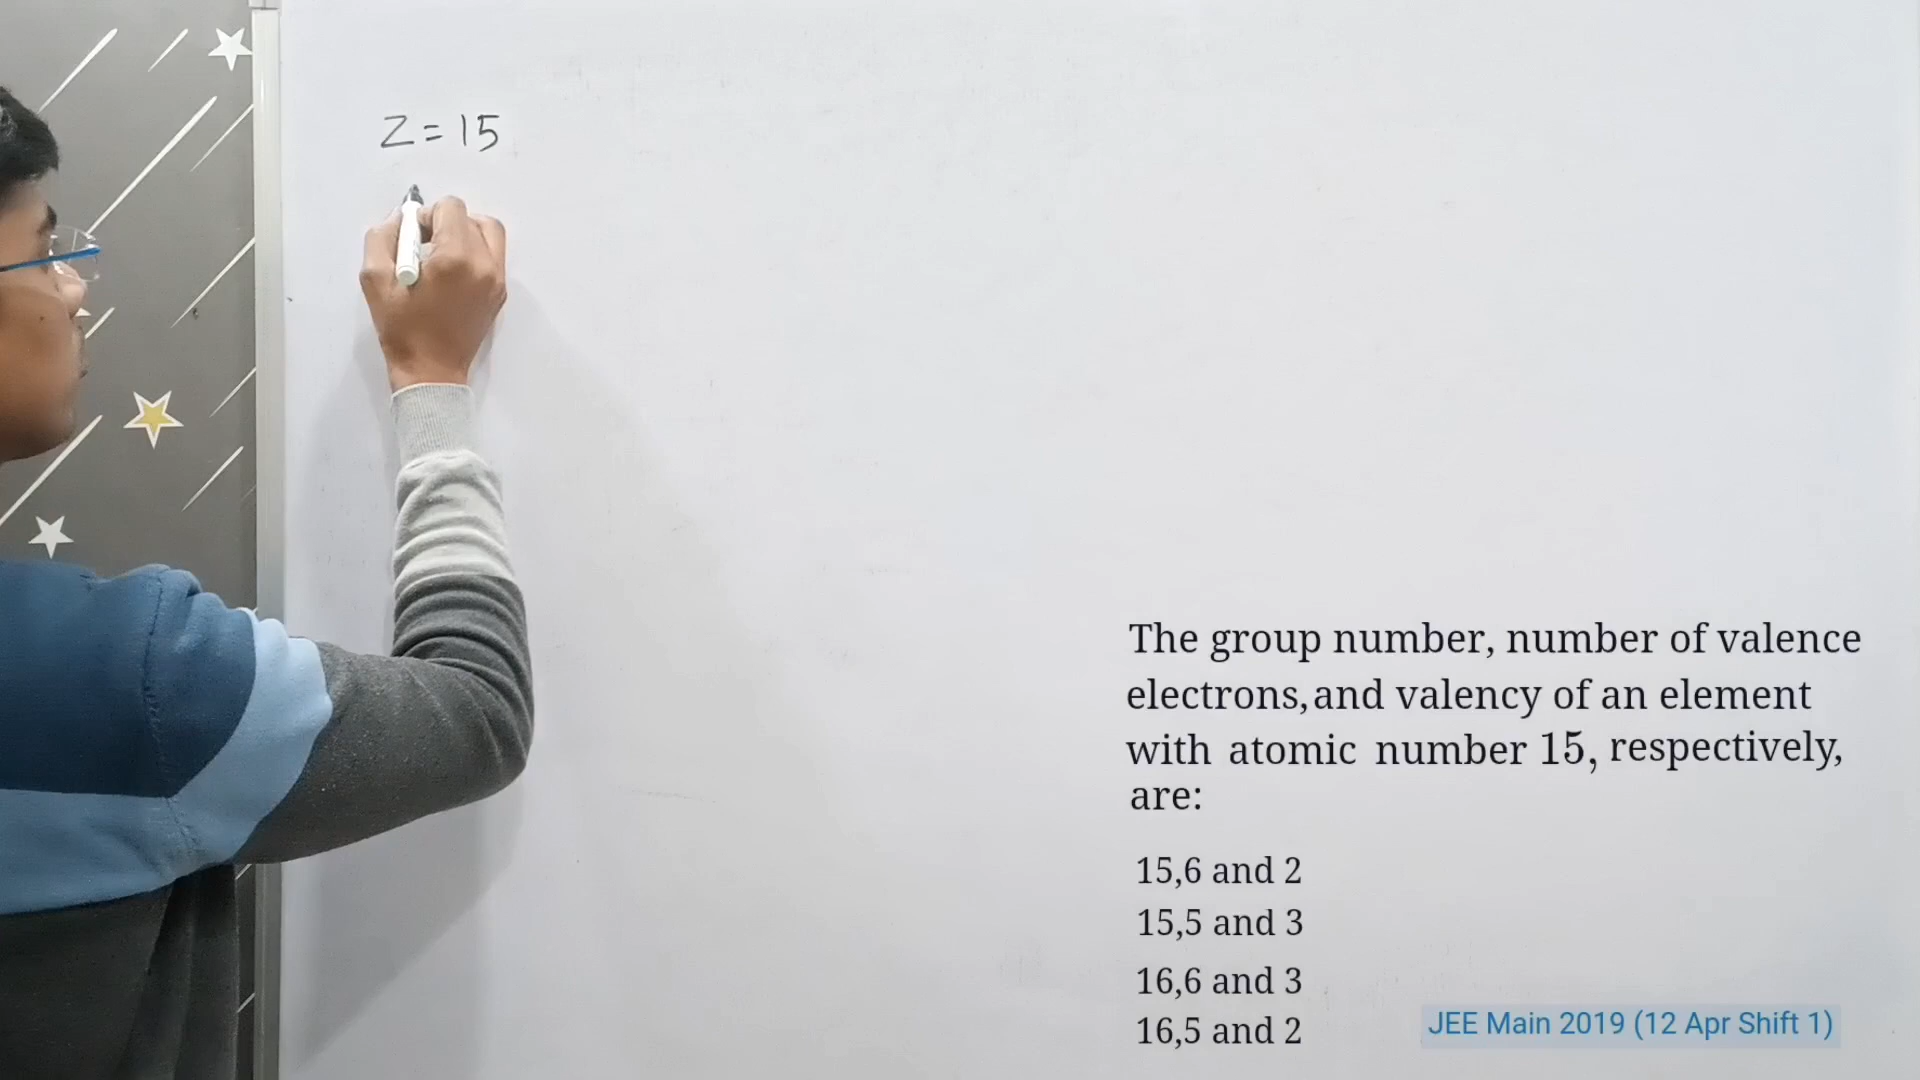 Z = 15
The group number, number of valence
electrons, and valency of an element
with atomic number 15, respectively,
are:
15,6 and 2
15,5 and 3
16,6 and 3
16,5 and 2
JEE Main 2019 (12 Apr Shift 1)